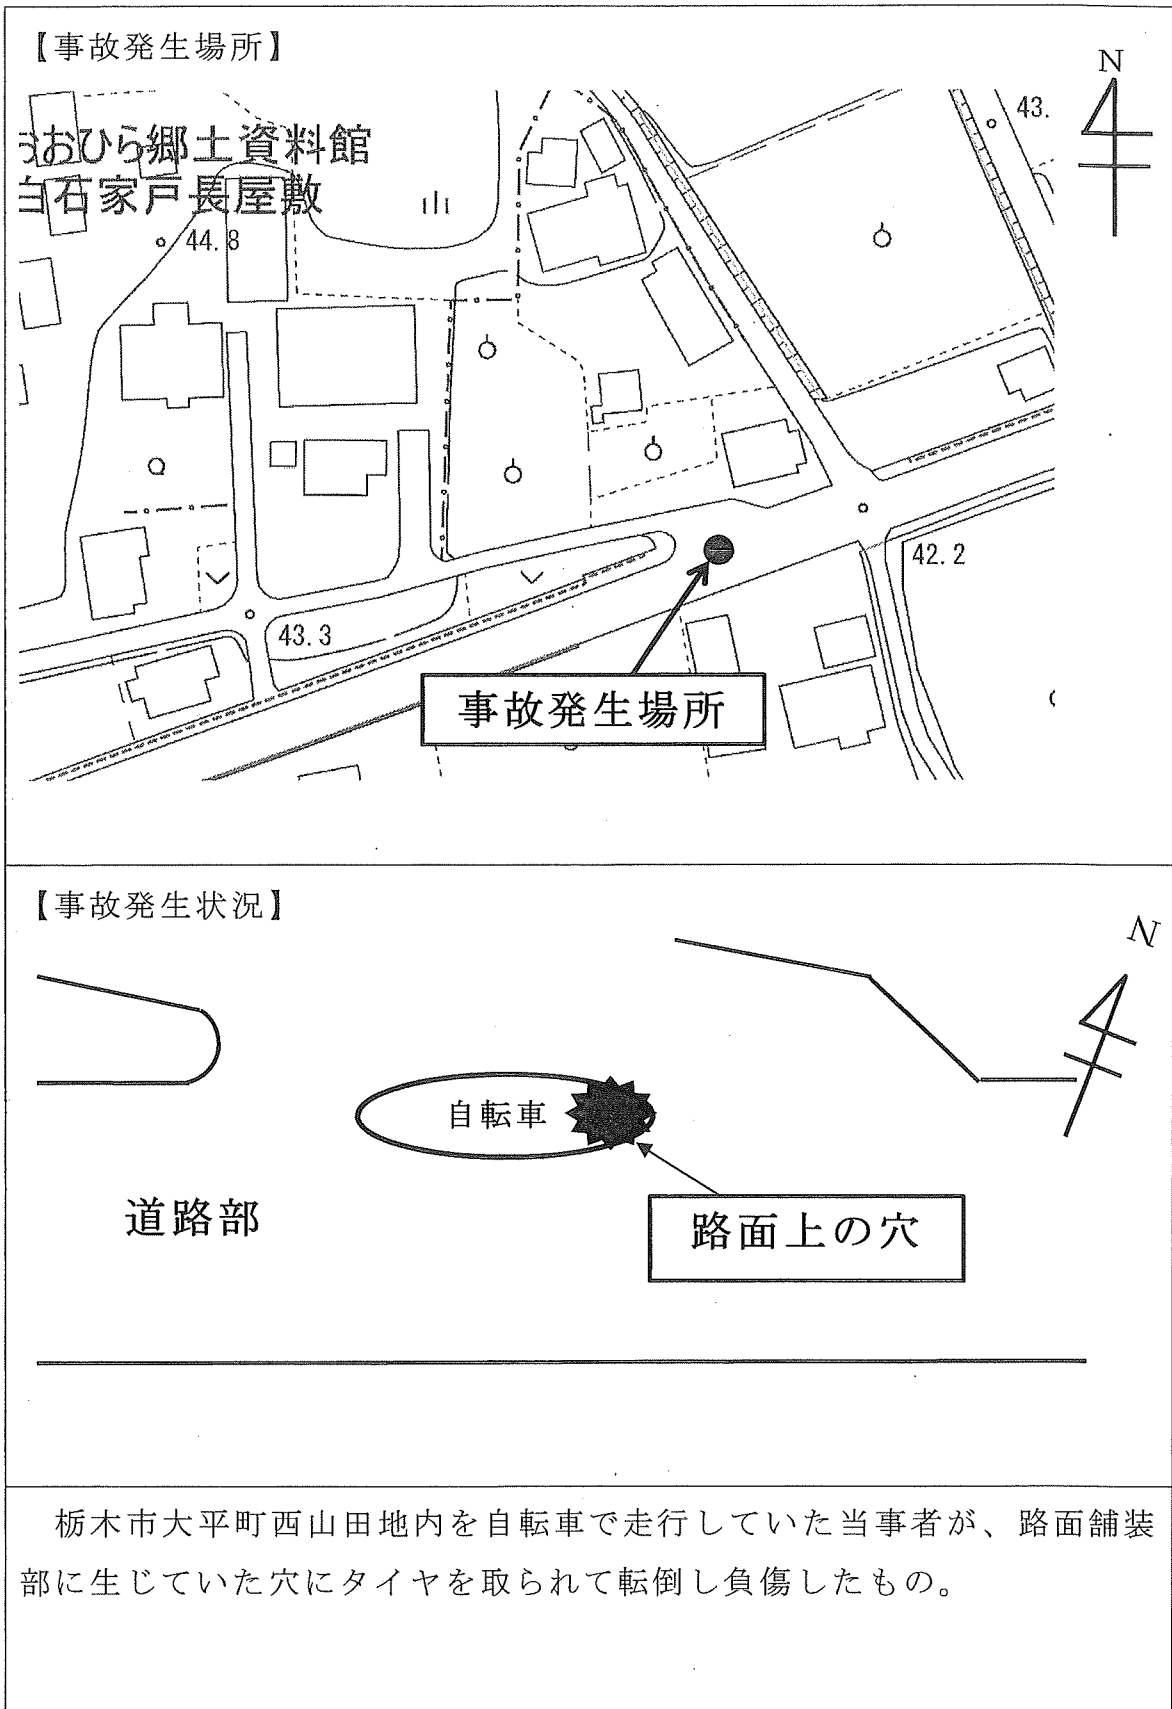 【事故発生場所】
N
おおひら郷土資料館
白石家戸長屋敷
43.
44.8
42.2
43.3
事故発生場所
【事故発生状況】
N
自転車
道路部
路面上の穴
栃木市大平町西山田地内を自転車で走行していた当事者が、路面舗装
部に生じていた穴にタイヤを取られて転倒し負傷したもの。